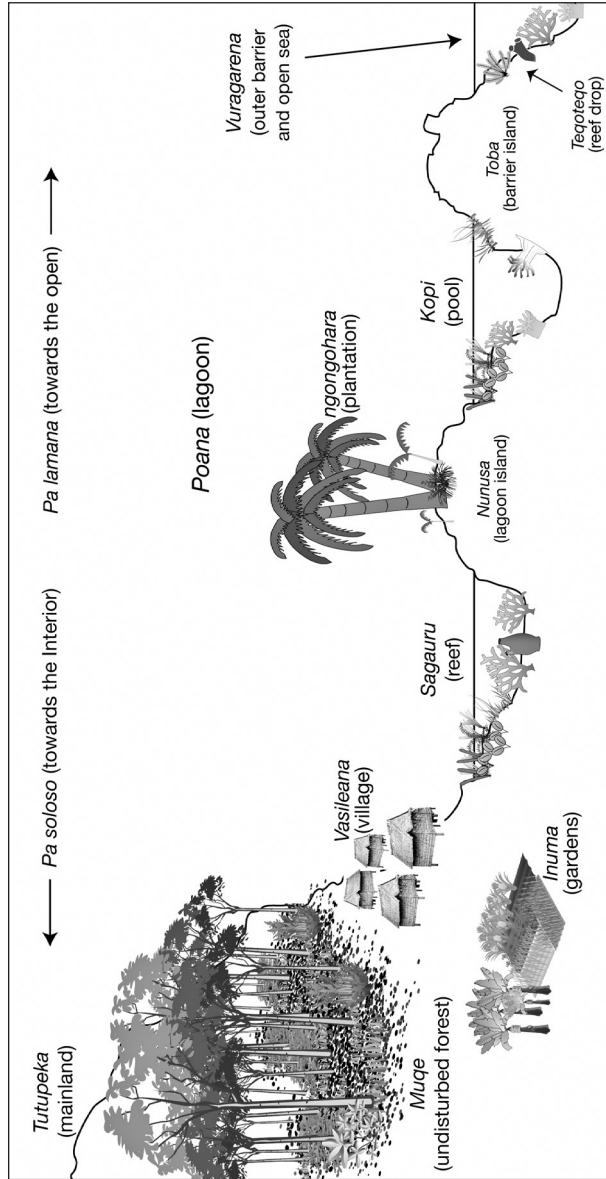 Tutupeka
(mainland)
Pa soloso (towards the Interior)
Pa lamana (towards the open)
Vuragarena
(outer barrier
and open sea)
Poana (lagoon)
Vasileana
(village)
ngongohara
(plantation)
Sagauru
(reef)
Kopi
(pool)
Muqe
(undisturbed forest)
Inuma
(gardens)
Nunusa
(lagoon island)
Toba
(barrier island)
Teqoteqo
(reef drop)